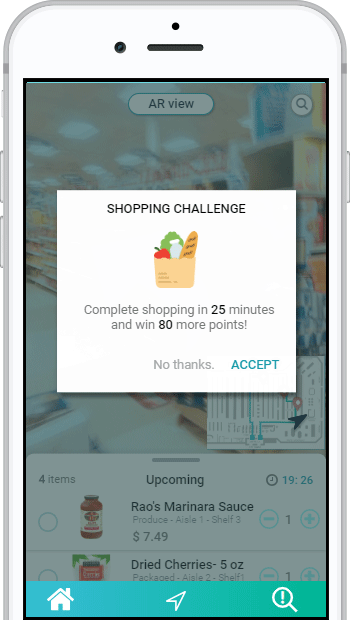 AR view
SHOPPING CHALLENGE
Complete shopping in 25 minutes
and win 80 more points!
No thanks. ACCEPT
4 items Upcoming 19: 26
Rao's Marinara Sauce
Produce - Aisle 1 - Shelf 3 1
$ 7.49
Dried Cherries- 5 oz
Packaged - Aisle 2 - Shelf1 1